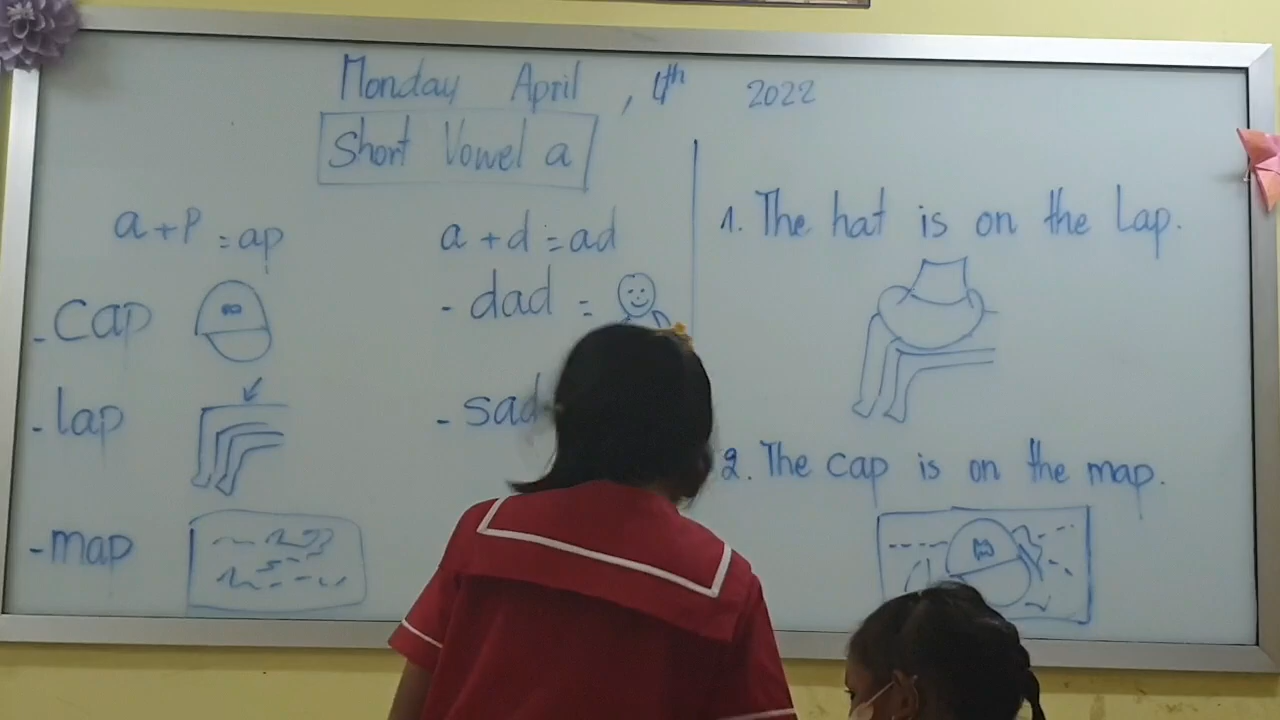 Monday April , 4th 2022
Short Vowel a
a + p = ap
- cap
- lap
- map
a + d = ad
- dad =
- sad
1. The hat is on the Lap.
2. The cap is on the map.